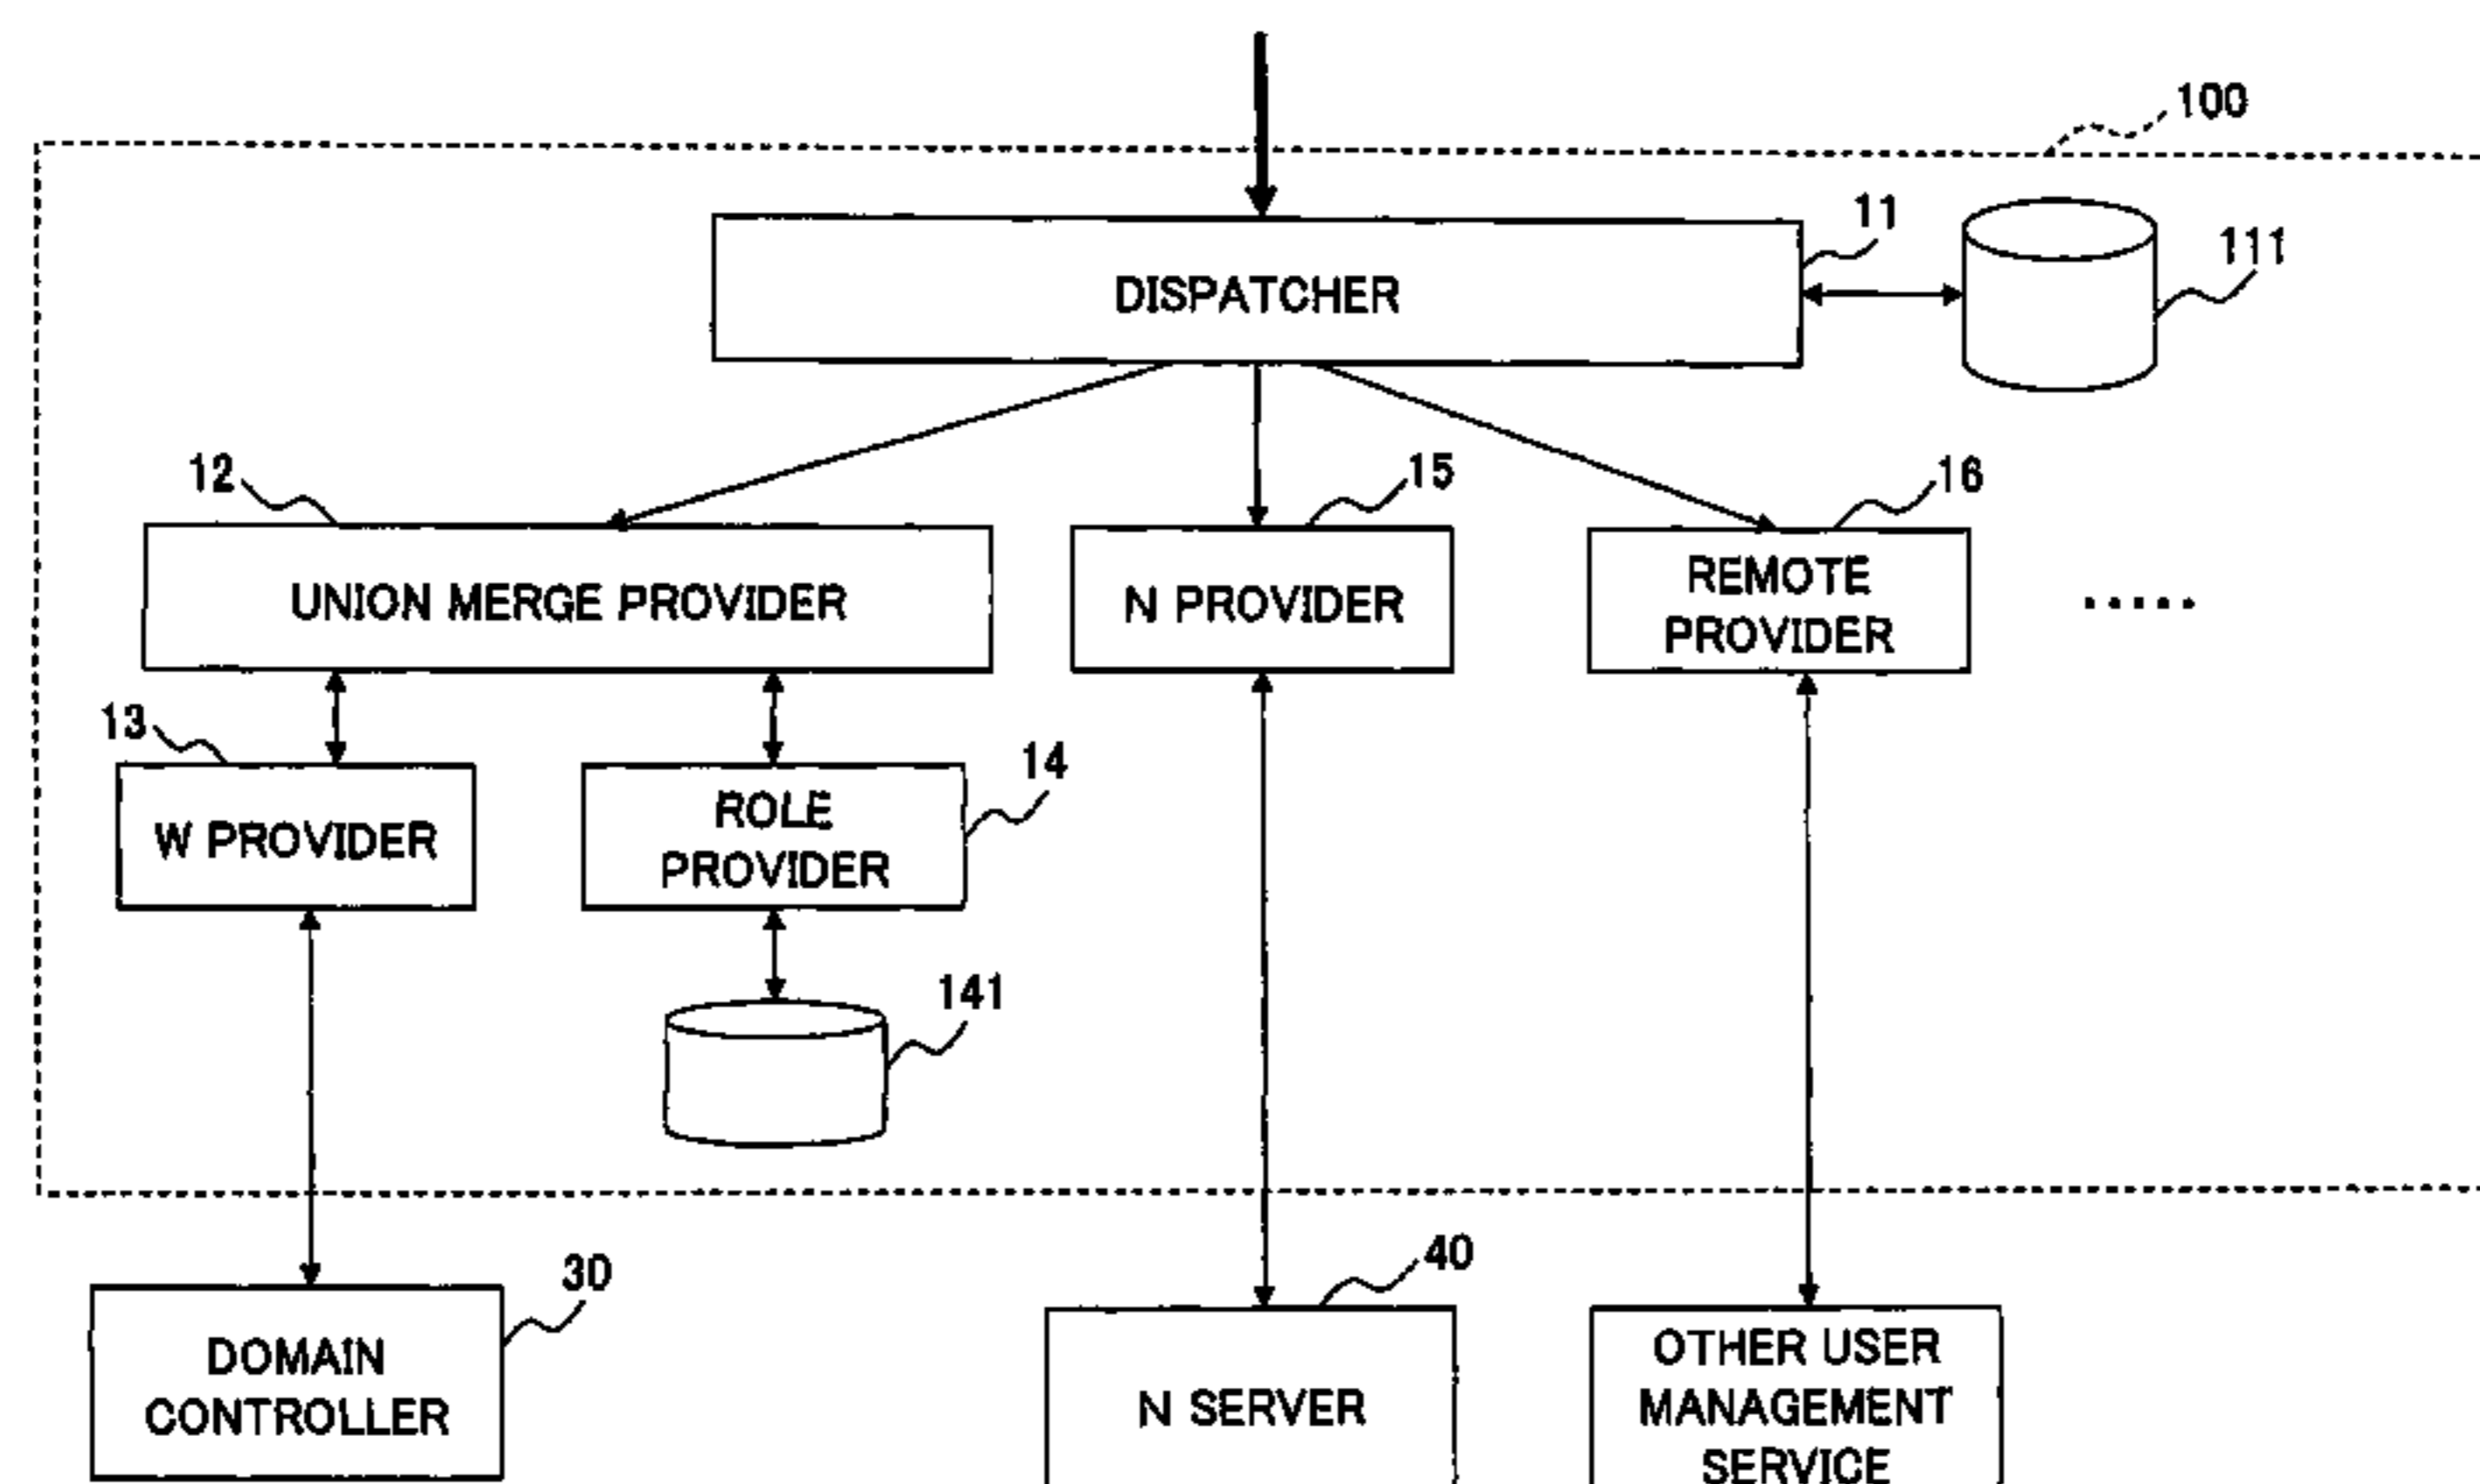 100
11
111
DISPATCHER
12
15
16
UNION MERGE PROVIDER
N PROVIDER
REMOTE
PROVIDER
.....
13
14
W PROVIDER
ROLE
PROVIDER
141
30
40
DOMAIN
CONTROLLER
N SERVER
OTHER USER
MANAGEMENT
SERVICE